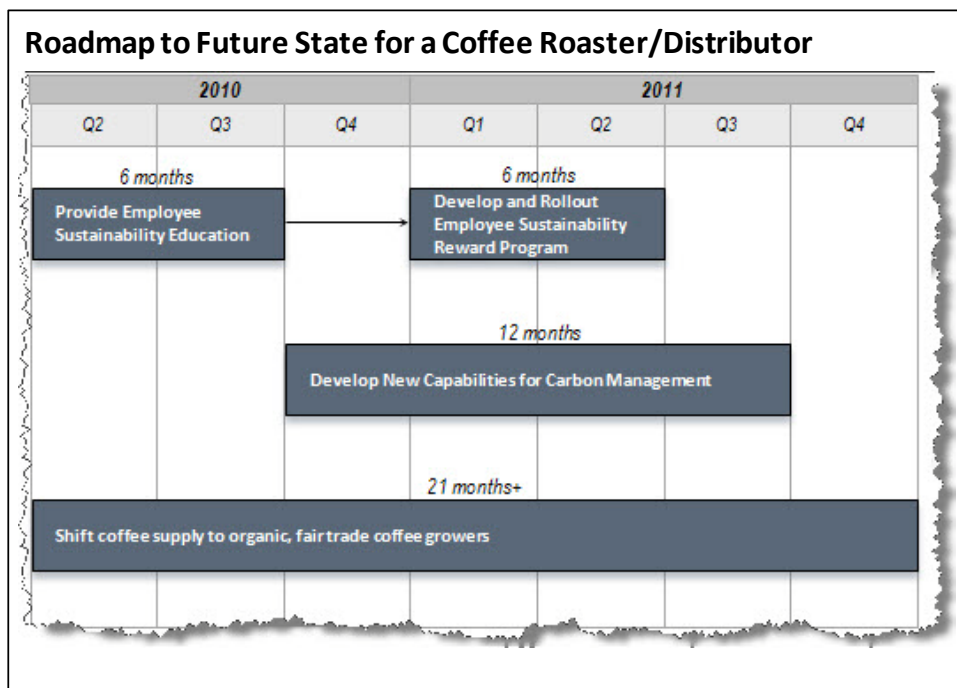 Roadmap to Future State for a Coffee Roaster/Distributor
2010 2011
Q2 Q3 Q4 Q1 Q2 Q3 Q4
6 months 6 months
Provide Employee
Sustainability Education
Develop and Rollout
Employee Sustainability
Reward Program
12 months
Develop New Capabilities for Carbon Management
21 months+
Shift coffee supply to organic, fair trade coffee growers